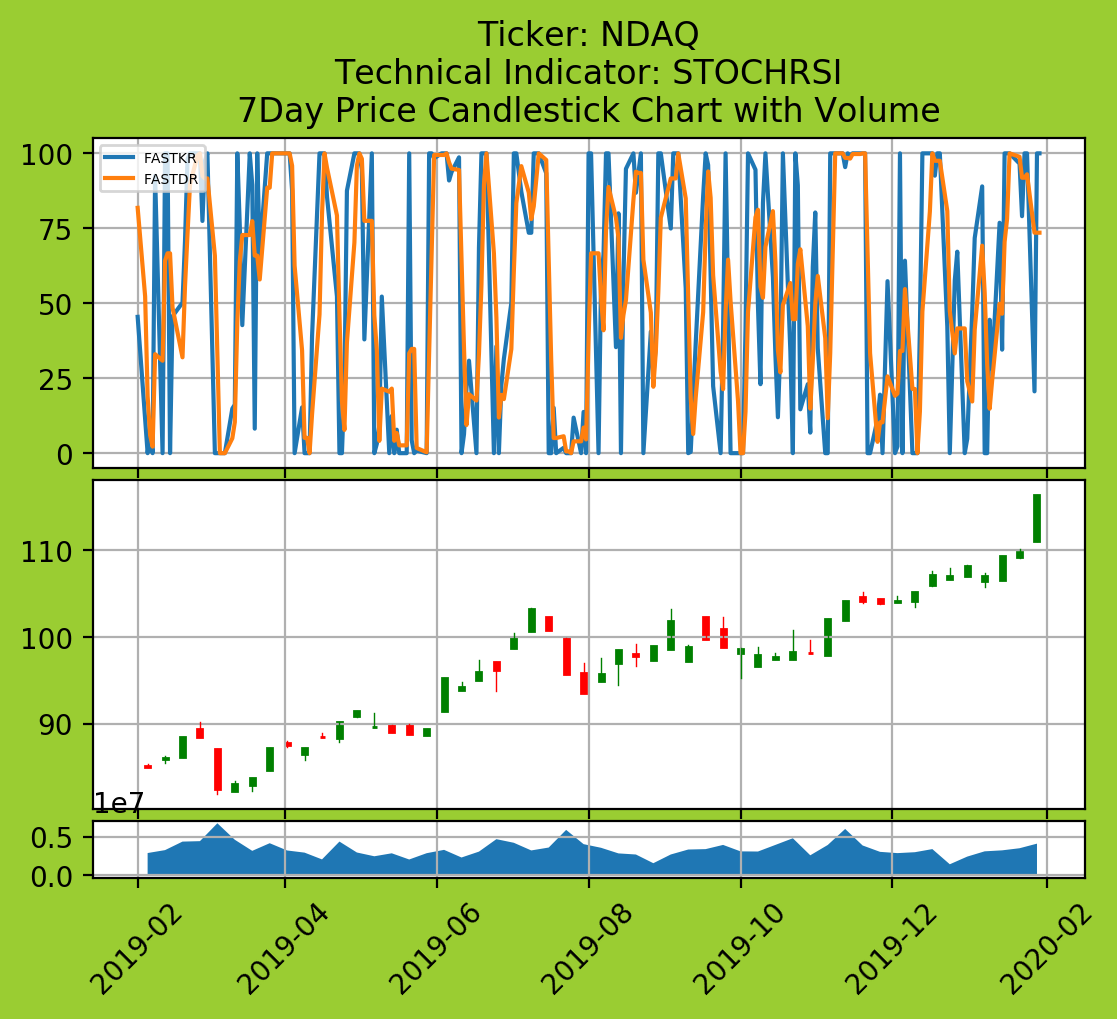 Ticker: NDAQ
Technical Indicator: STOCHRSI
7Day Price Candlestick Chart with Volume
FASTKR
FASTDR
100
75
50
25
0
110
100
90
1e7
0.5
0.0
2019-02
2019-04
2019-06
2019-08
2019-10
2019-12
2020-02